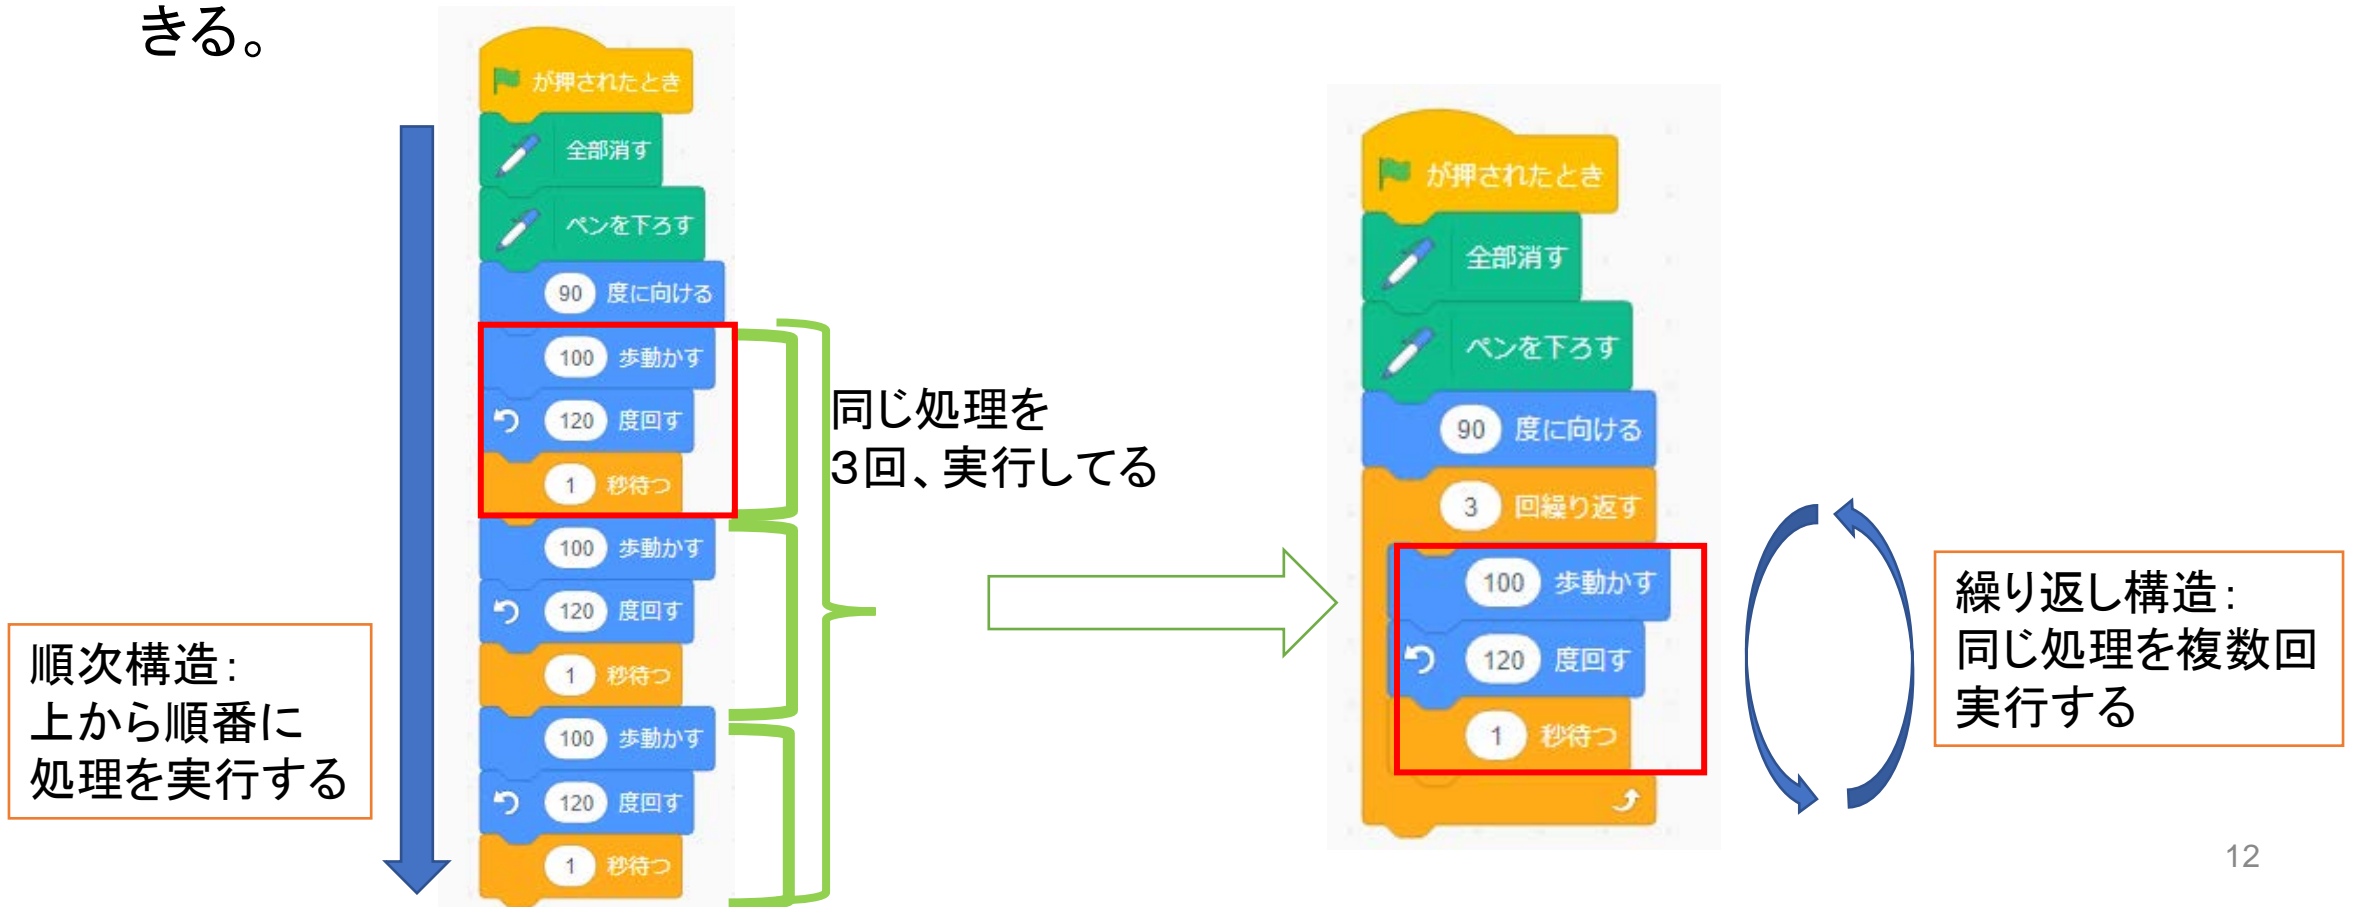 きる。
が押されたとき
全部消す
ペンを下ろす
90 度に向ける
100 歩動かす
120 度回す
1 秒待つ
100 歩動かす
120 度回す
1 秒待つ
100 歩動かす
120 度回す
1 秒待つ
順次構造：
上から順番に
処理を実行する
同じ処理を
３回、実行してる
が押されたとき
全部消す
ペンを下ろす
90 度に向ける
3 回繰り返す
100 歩動かす
120 度回す
1 秒待つ
繰り返し構造：
同じ処理を複数回
実行する
12